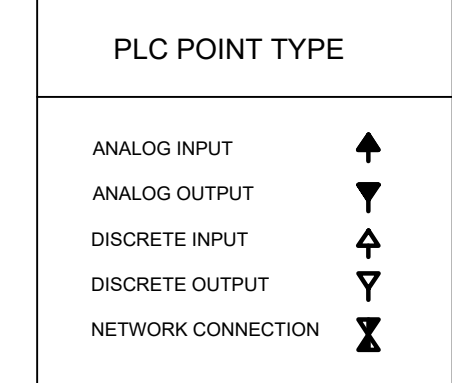 PLC POINT TYPE
ANALOG INPUT
ANALOG OUTPUT
DISCRETE INPUT
DISCRETE OUTPUT
NETWORK CONNECTION